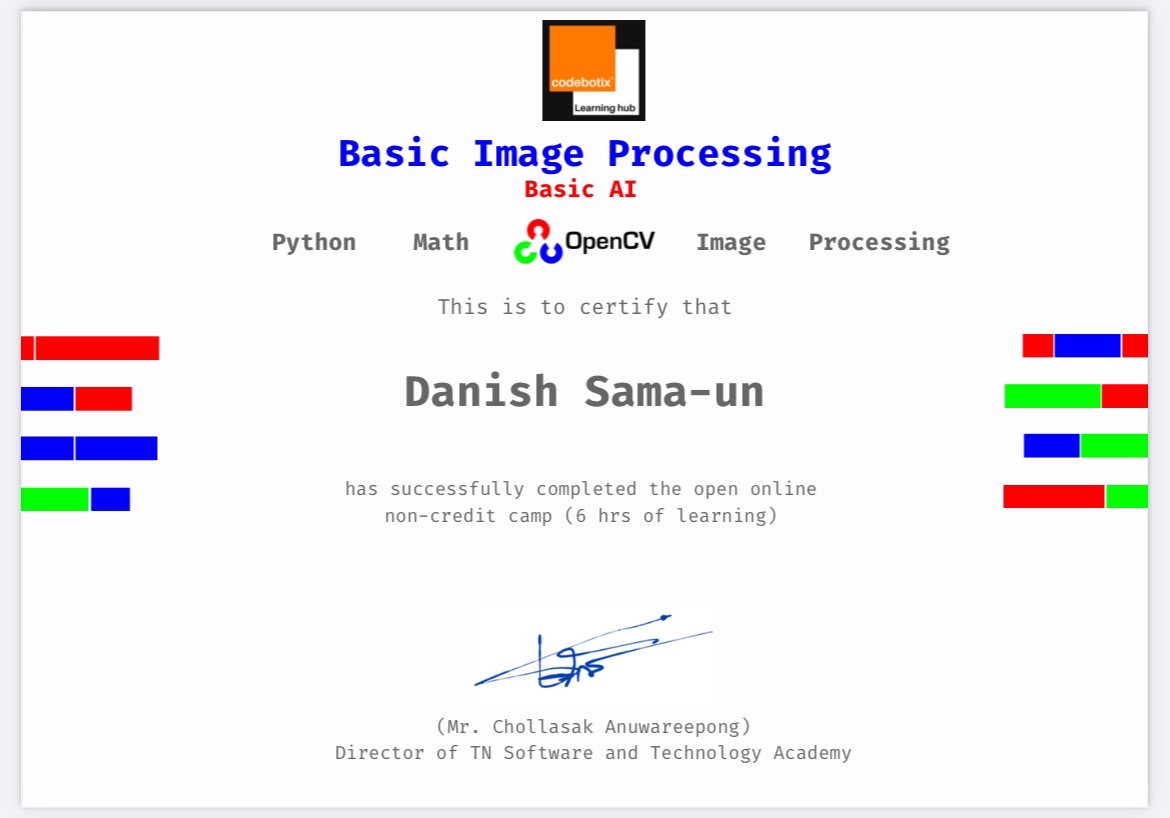 codebotix
Learning hub
Basic Image Processing
Basic AI
Python Math OpenCV Image Processing
This is to certify that
Danish Sama-un
has successfully completed the open online
non-credit camp (6 hrs of learning)
(Mr. Chollasak Anuwareepong)
Director of TN Software and Technology Academy